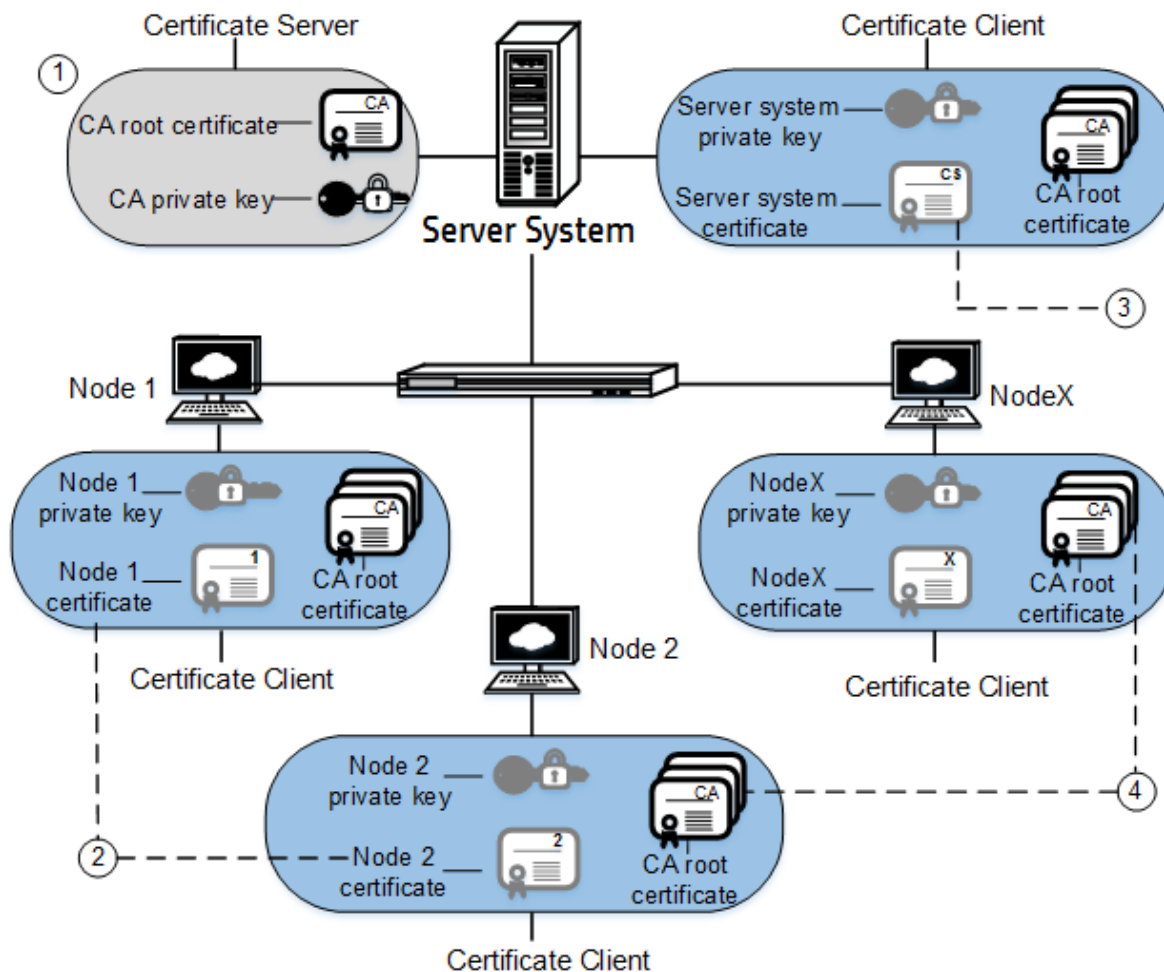 Certificate Server
Certificate Client
1
CA
CA root certificate
CA private key
Server System
Server system
private key
CS
Server system
certificate
CA
CA root
certificate
3
Node 1
NodeX
Node 1
private key
1
Node 1
certificate
CA
CA root
certificate
Certificate Client
NodeX
private key
X
NodeX
certificate
CA
CA root
certificate
Certificate Client
Node 2
Node 2
private key
2
Node 2
certificate
CA
CA root
certificate
2
4
Certificate Client